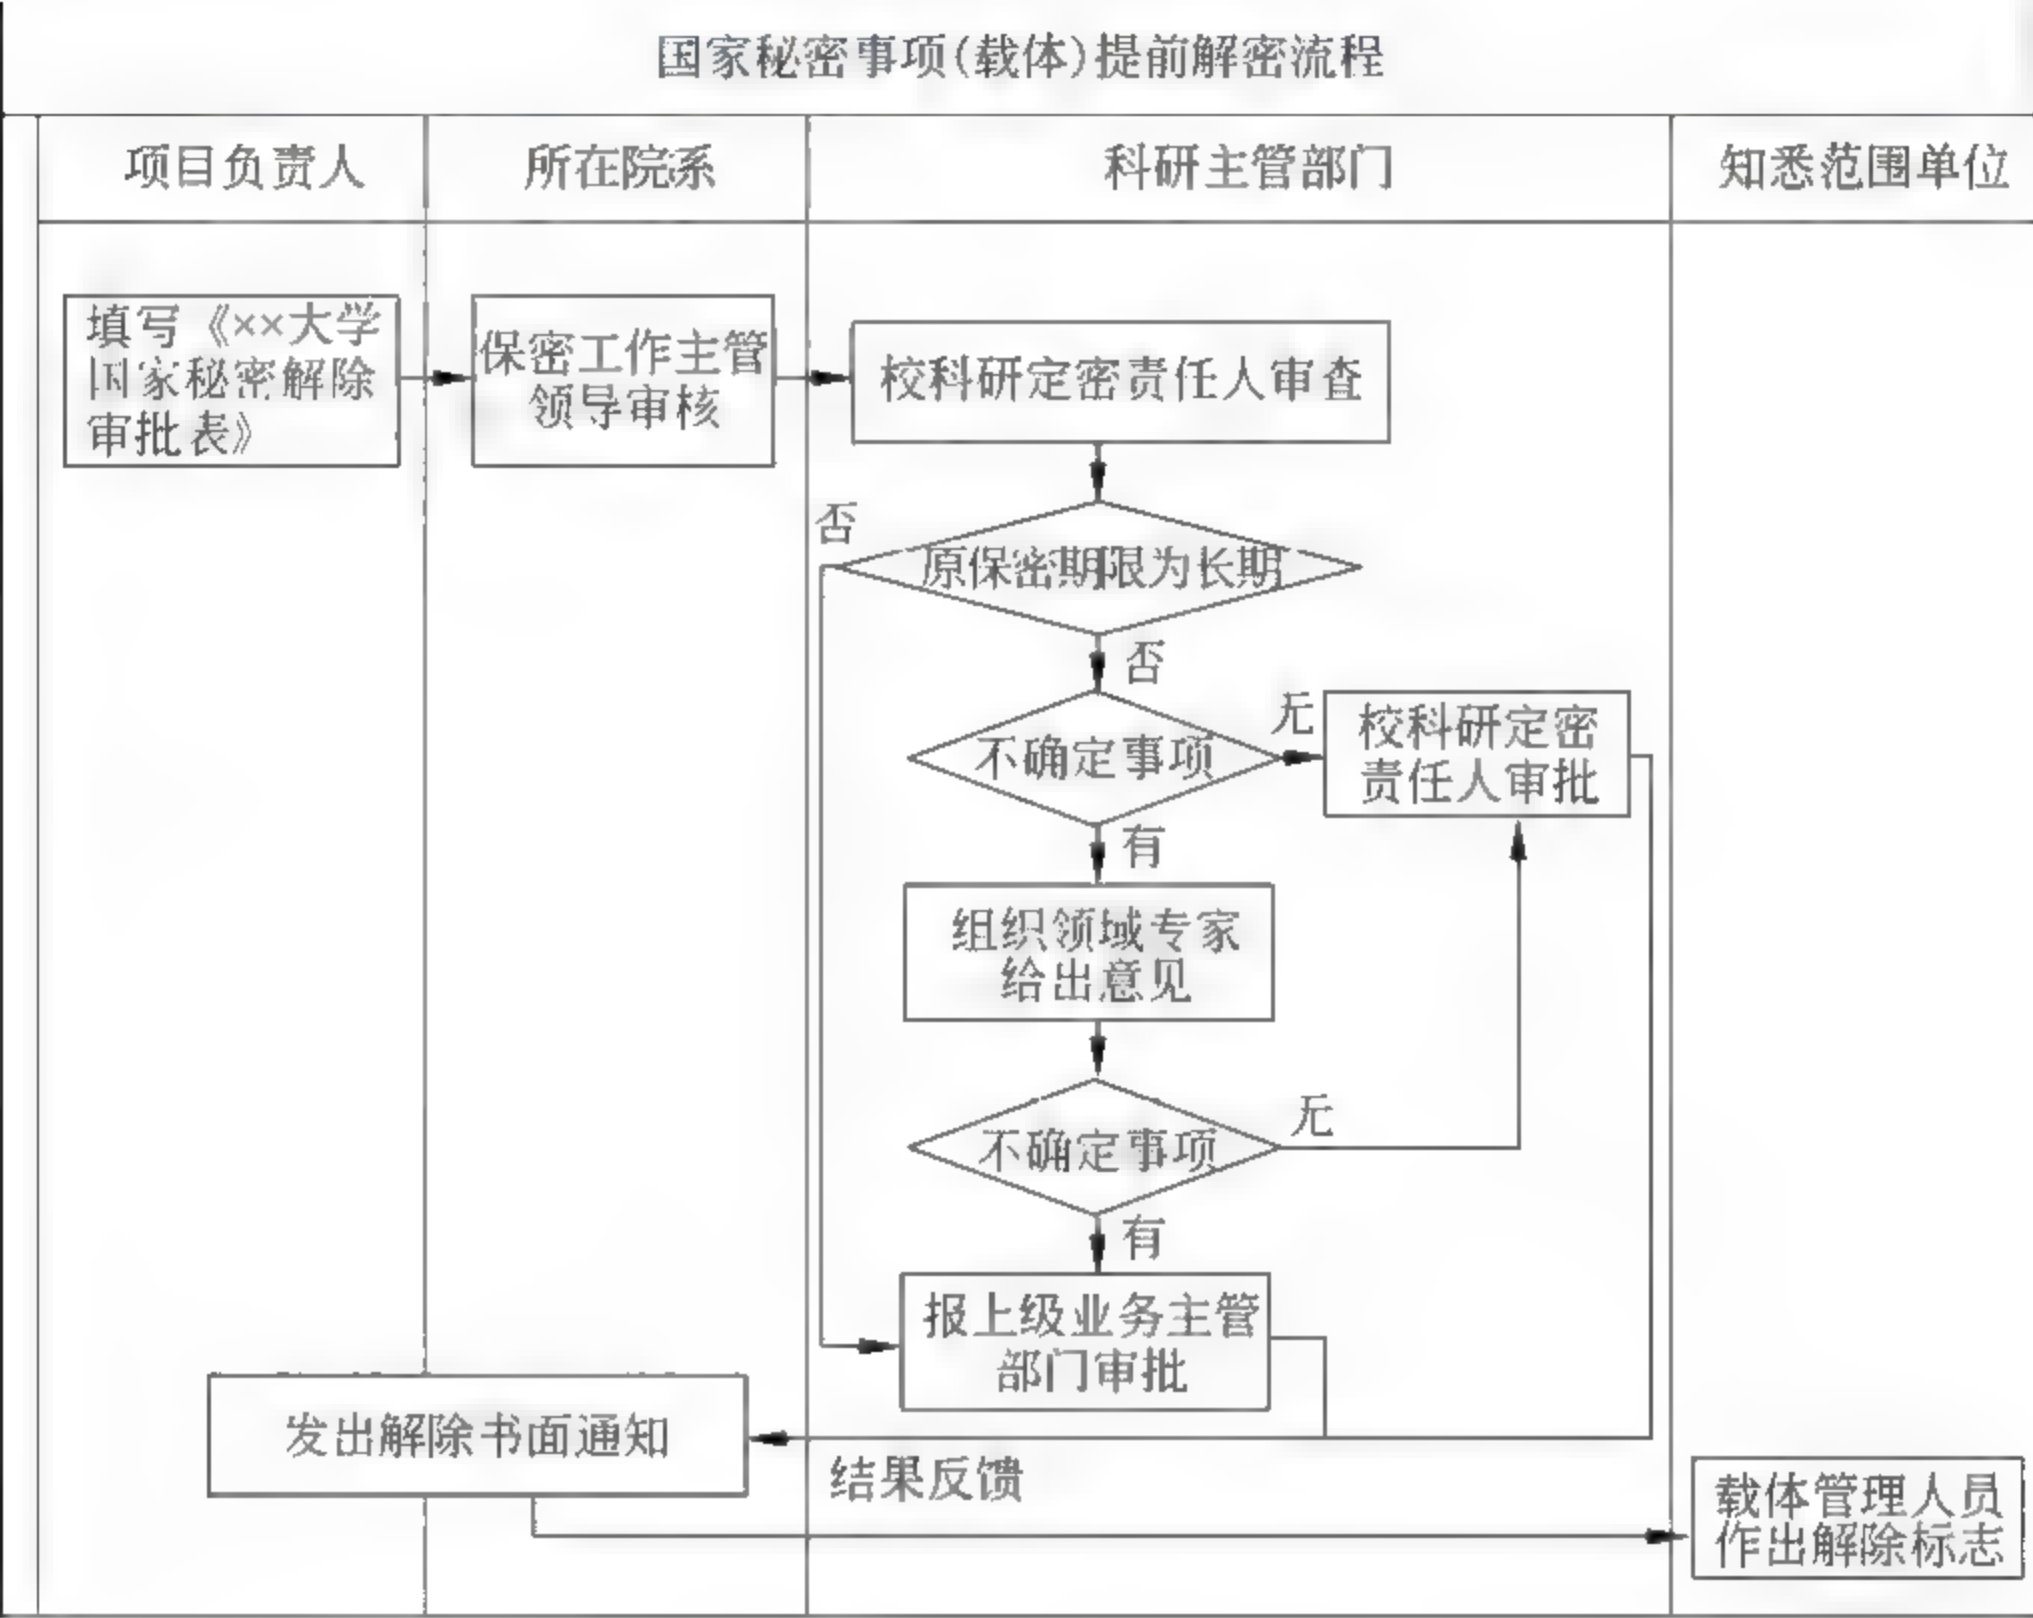 国家秘密事项(载体)提前解密流程
项目负责人
所在院系
科研主管部门
知悉范围单位
填写《××大学
国家秘密解除
审批表》
保密工作主管
领导审核
校科研定密责任人审查
否
原保密期限为长期
否
不确定事项
无
校科研定密
责任人审批
有
组织领域专家
给出意见
不确定事项
无
有
报上级业务主管
部门审批
发出解除书面通知
结果反馈
载体管理人员
作出解除标志